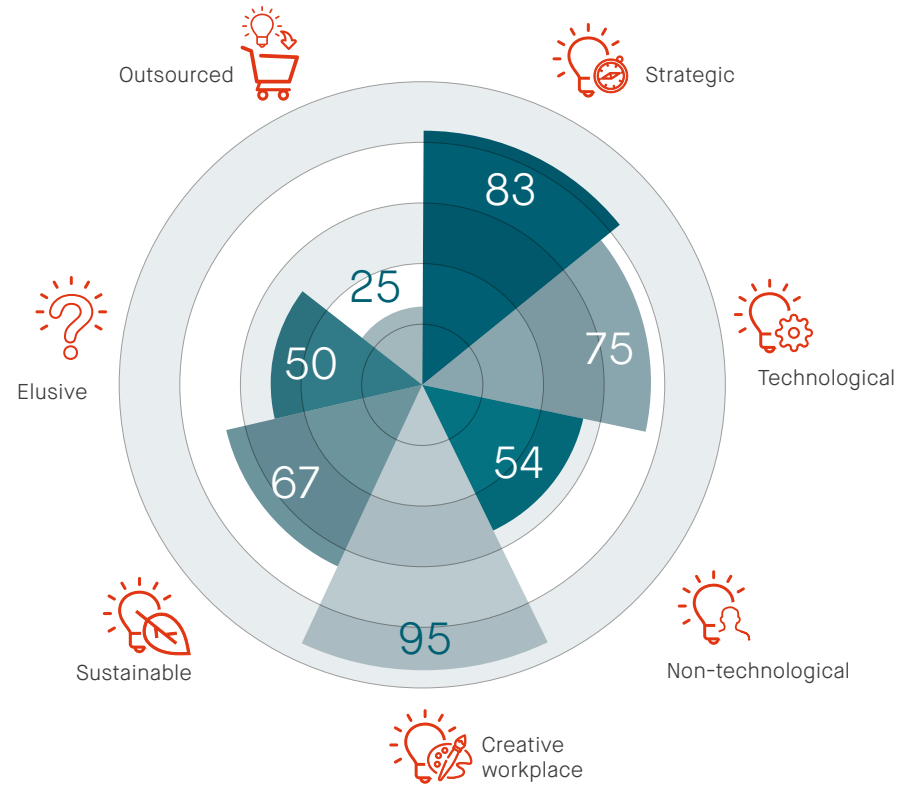 Outsourced
Strategic
83
25
75
50
Technological
Elusive
54
67
95
Sustainable
Non-technological
Creative
workplace